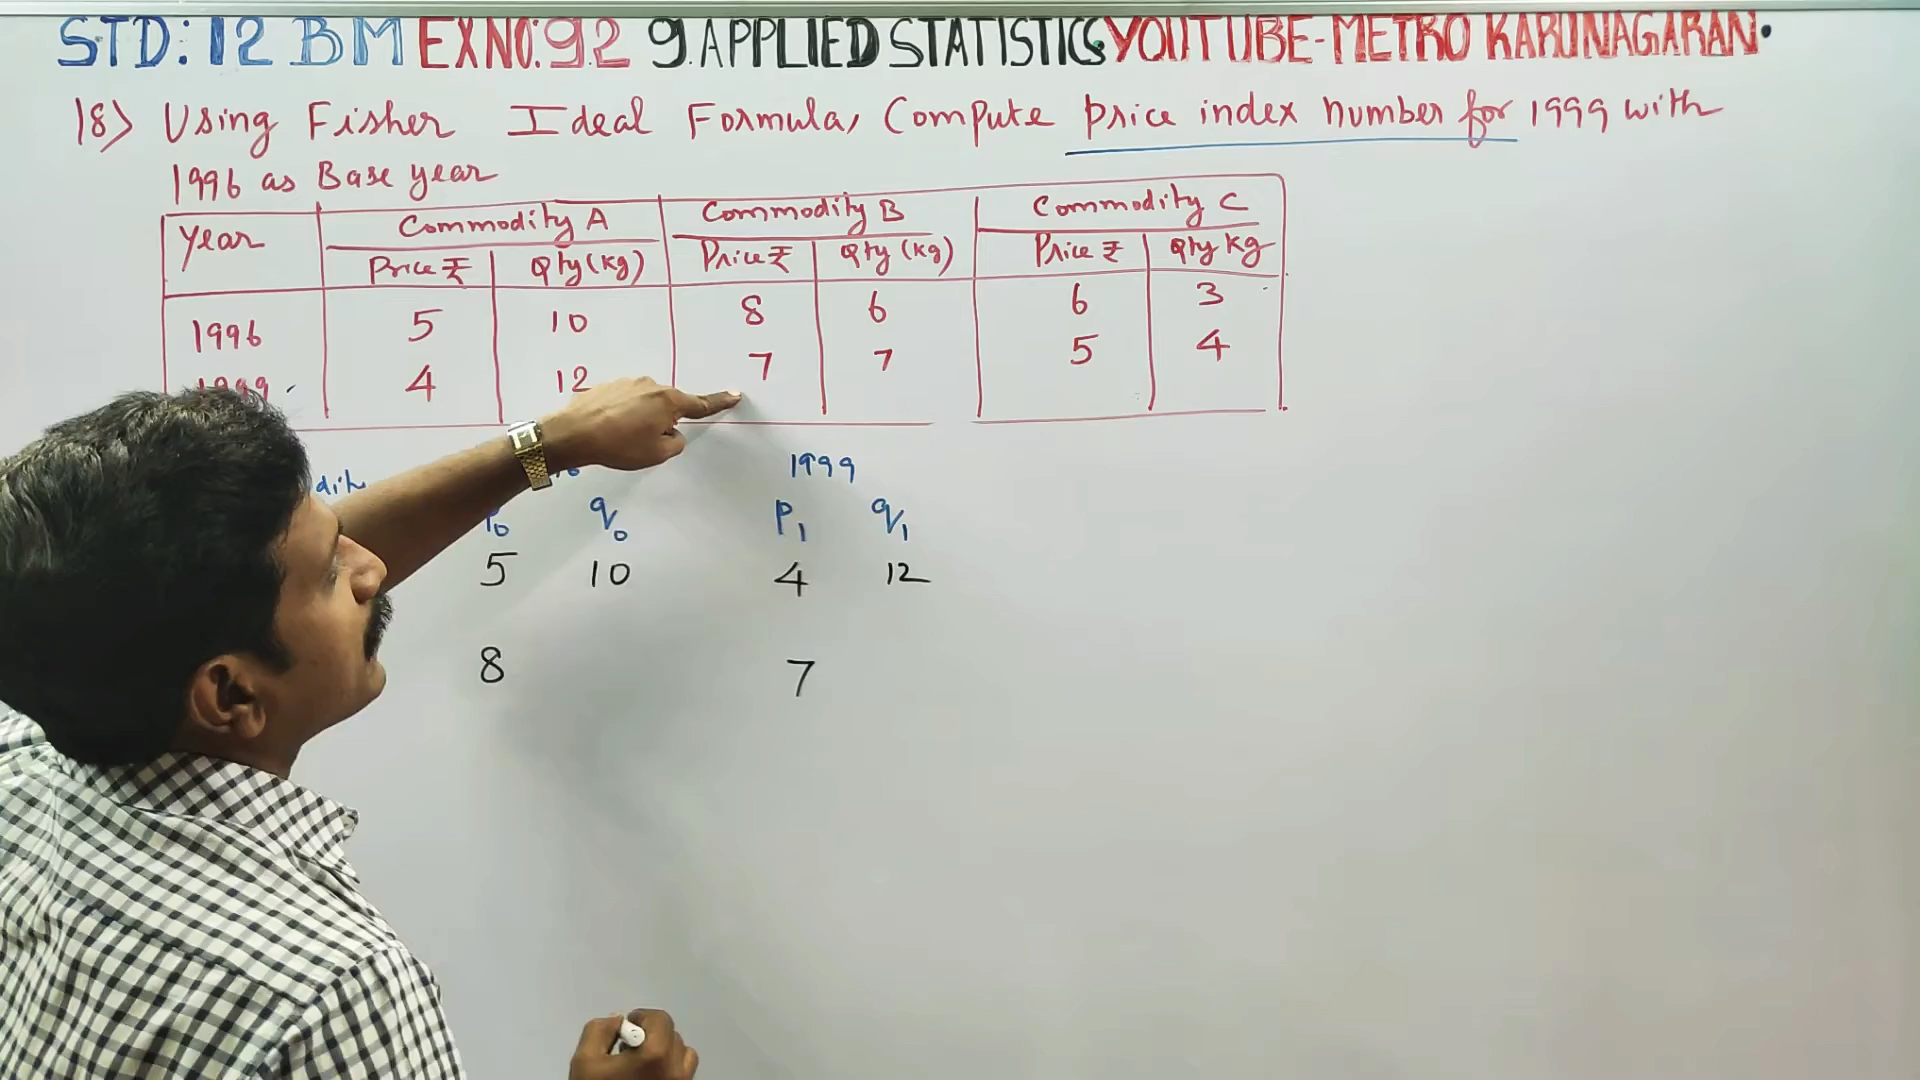 STD: 12 BM EXNO: 9.2 9.APPLIED STATISTICS YOUTUBE-METRO KARUNAGARAN.
18) Using Fisher Ideal Formula, Compute price index number for 1999 with
1996 as Base year
Year Commodity A Commodity B Commodity C
Price ₹ Qty (kg) Price ₹ Qty (kg) Price ₹ Qty kg
1996 5 10 8 6 6 3
1999 4 12 7 7 5 4
1999
P0 q0 P1 q1
5 10 4 12
8 7